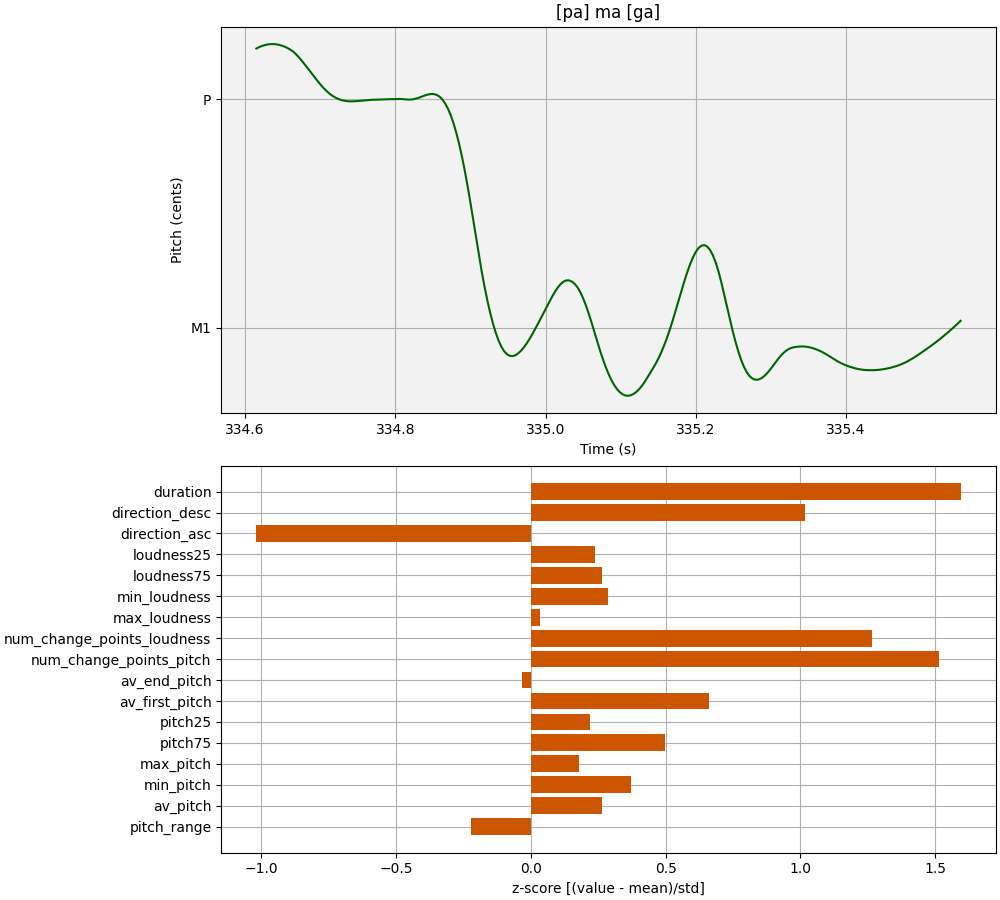 [pa] ma [ga]
P
M1
Pitch (cents)
334.6 334.8 335.0 335.2 335.4
Time (s)
duration
direction_desc
direction_asc
loudness25
loudness75
min_loudness
max_loudness
num_change_points_loudness
num_change_points_pitch
av_end_pitch
av_first_pitch
pitch25
pitch75
max_pitch
min_pitch
av_pitch
pitch_range
−1.0 −0.5 0.0 0.5 1.0 1.5
z-score [(value - mean)/std]